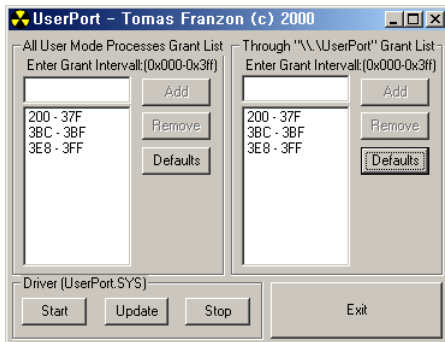 UserPort - Tomas Franzon (c) 2000
All User Mode Processes Grant List
Enter Grant Intervall:(0x000-0x3ff)
Add
200 - 37F
3BC - 3BF
3E8 - 3FF
Remove
Defaults
Through "\\.\UserPort" Grant List
Enter Grant Intervall:(0x000-0x3ff)
Add
200 - 37F
3BC - 3BF
3E8 - 3FF
Remove
Defaults
Driver (UserPort.SYS)
Start Update Stop
Exit